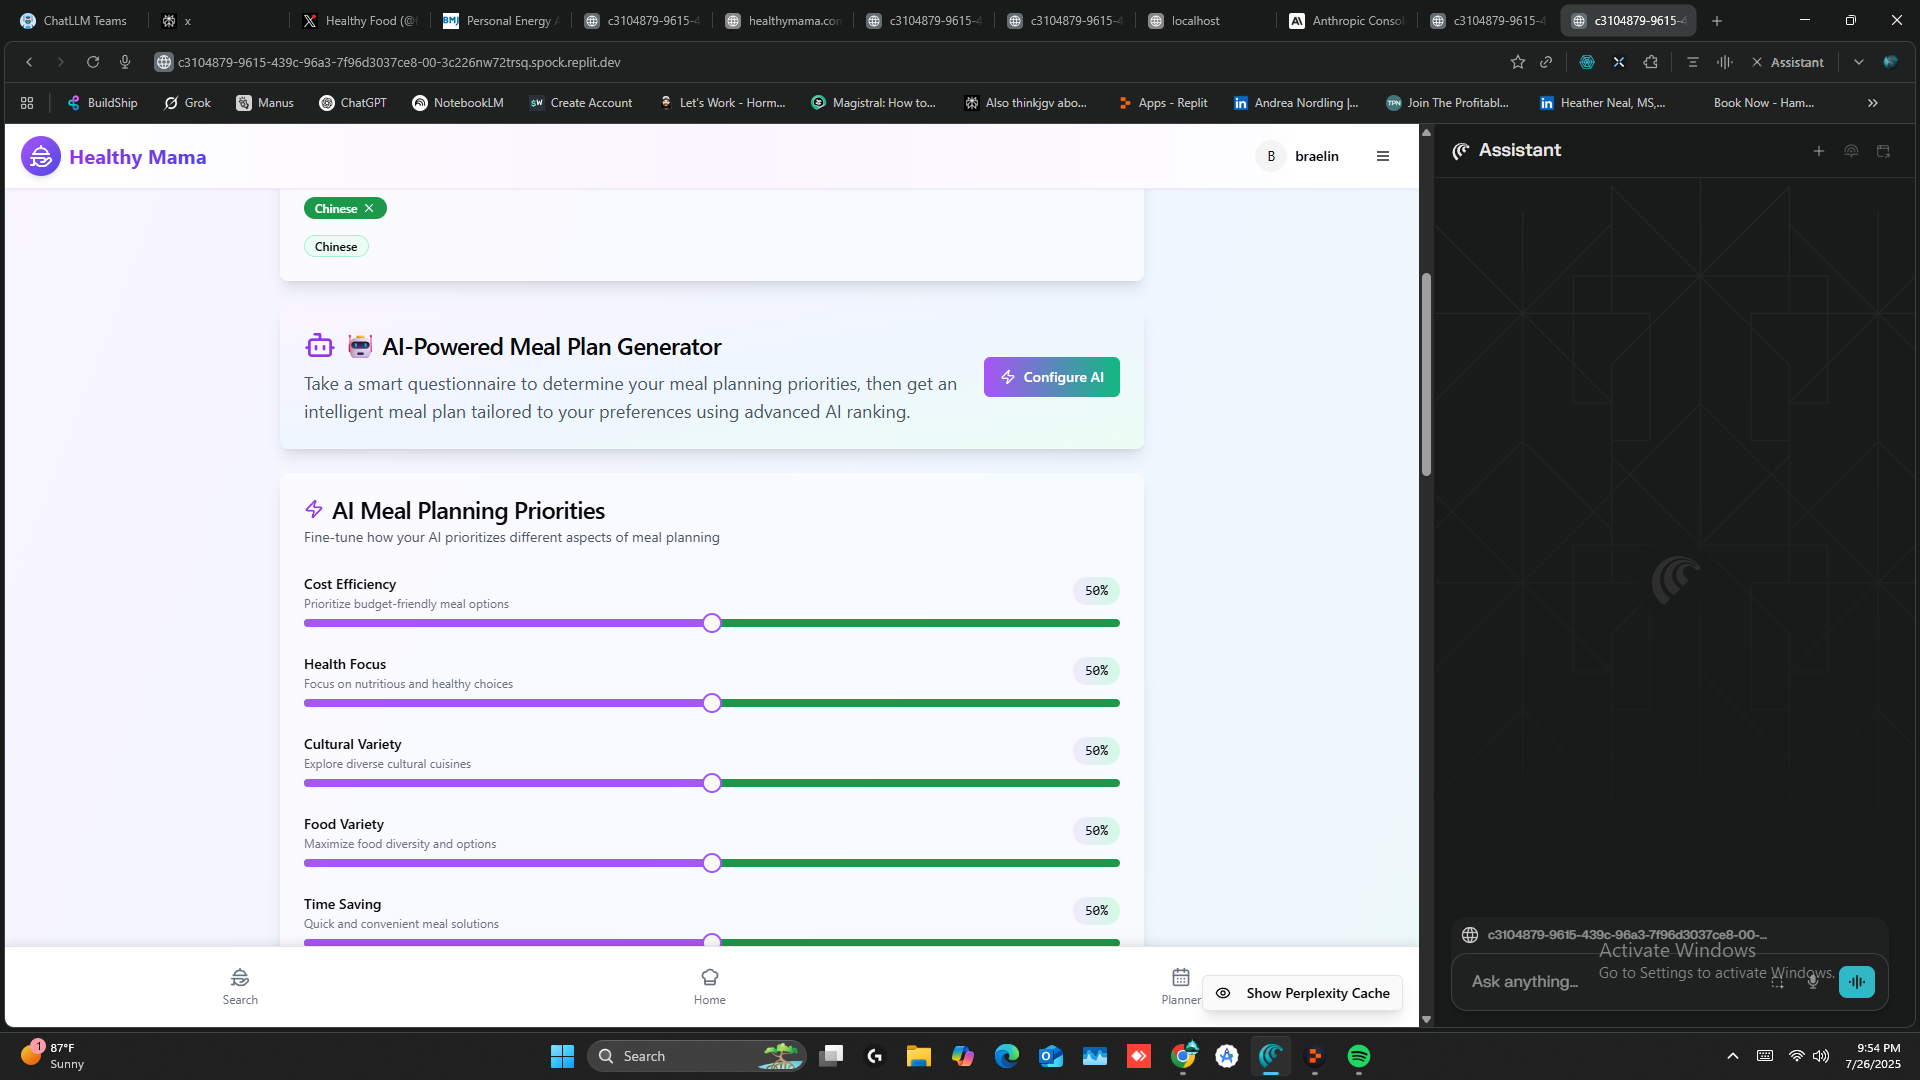 ChatLLM Teams
x
Healthy Food (@f
BMJ
Personal Energy A
c3104879-9615-4
healthymama.con
c3104879-9615-4
c3104879-9615-4
localhost
Anthropic Consol
c3104879-9615-4
c3104879-9615-4
c3104879-9615-439c-96a3-7f96d3037ce8-00-3c226nw72trsq.spock.replit.dev
Assistant
BuildShip
Grok
Manus
ChatGPT
NotebookLM
Create Account
Let's Work - Horm...
Magistral: How to...
Also thinkjgv abo...
Apps - Replit
Andrea Nordling |...
Join The Profitabl...
Heather Neal, MS,...
Book Now - Ham...
Healthy Mama
B braelin
Chinese
Chinese
AI-Powered Meal Plan Generator
Take a smart questionnaire to determine your meal planning priorities, then get an
intelligent meal plan tailored to your preferences using advanced AI ranking.
Configure AI
AI Meal Planning Priorities
Fine-tune how your AI prioritizes different aspects of meal planning
Cost Efficiency
Prioritize budget-friendly meal options
50%
Health Focus
Focus on nutritious and healthy choices
50%
Cultural Variety
Explore diverse cultural cuisines
50%
Food Variety
Maximize food diversity and options
50%
Time Saving
Quick and convenient meal solutions
50%
Search
Home
Planner
Show Perplexity Cache
Assistant
c3104879-9615-439c-96a3-7f96d3037ce8-00-...
Activate Windows
Go to Settings to activate Windows.
Ask anything...
1
87°F
Sunny
Search
9:54 PM
7/26/2025